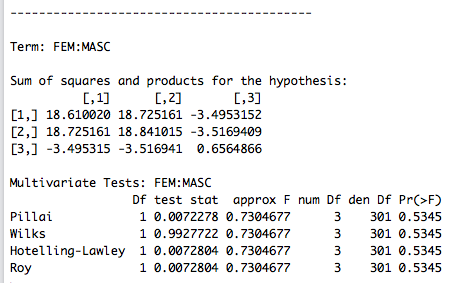 ------------------------------------------
Term: FEM:MASC
Sum of squares and products for the hypothesis:
[,1] [,2] [,3]
[1,] 18.610020 18.725161 -3.4953152
[2,] 18.725161 18.841015 -3.5169409
[3,] -3.495315 -3.516941 0.6564866
Multivariate Tests: FEM:MASC
Df test stat approx F num Df den Df Pr(>F)
Pillai 1 0.0072278 0.7304677 3 301 0.5345
Wilks 1 0.9927722 0.7304677 3 301 0.5345
Hotelling-Lawley 1 0.0072804 0.7304677 3 301 0.5345
Roy 1 0.0072804 0.7304677 3 301 0.5345